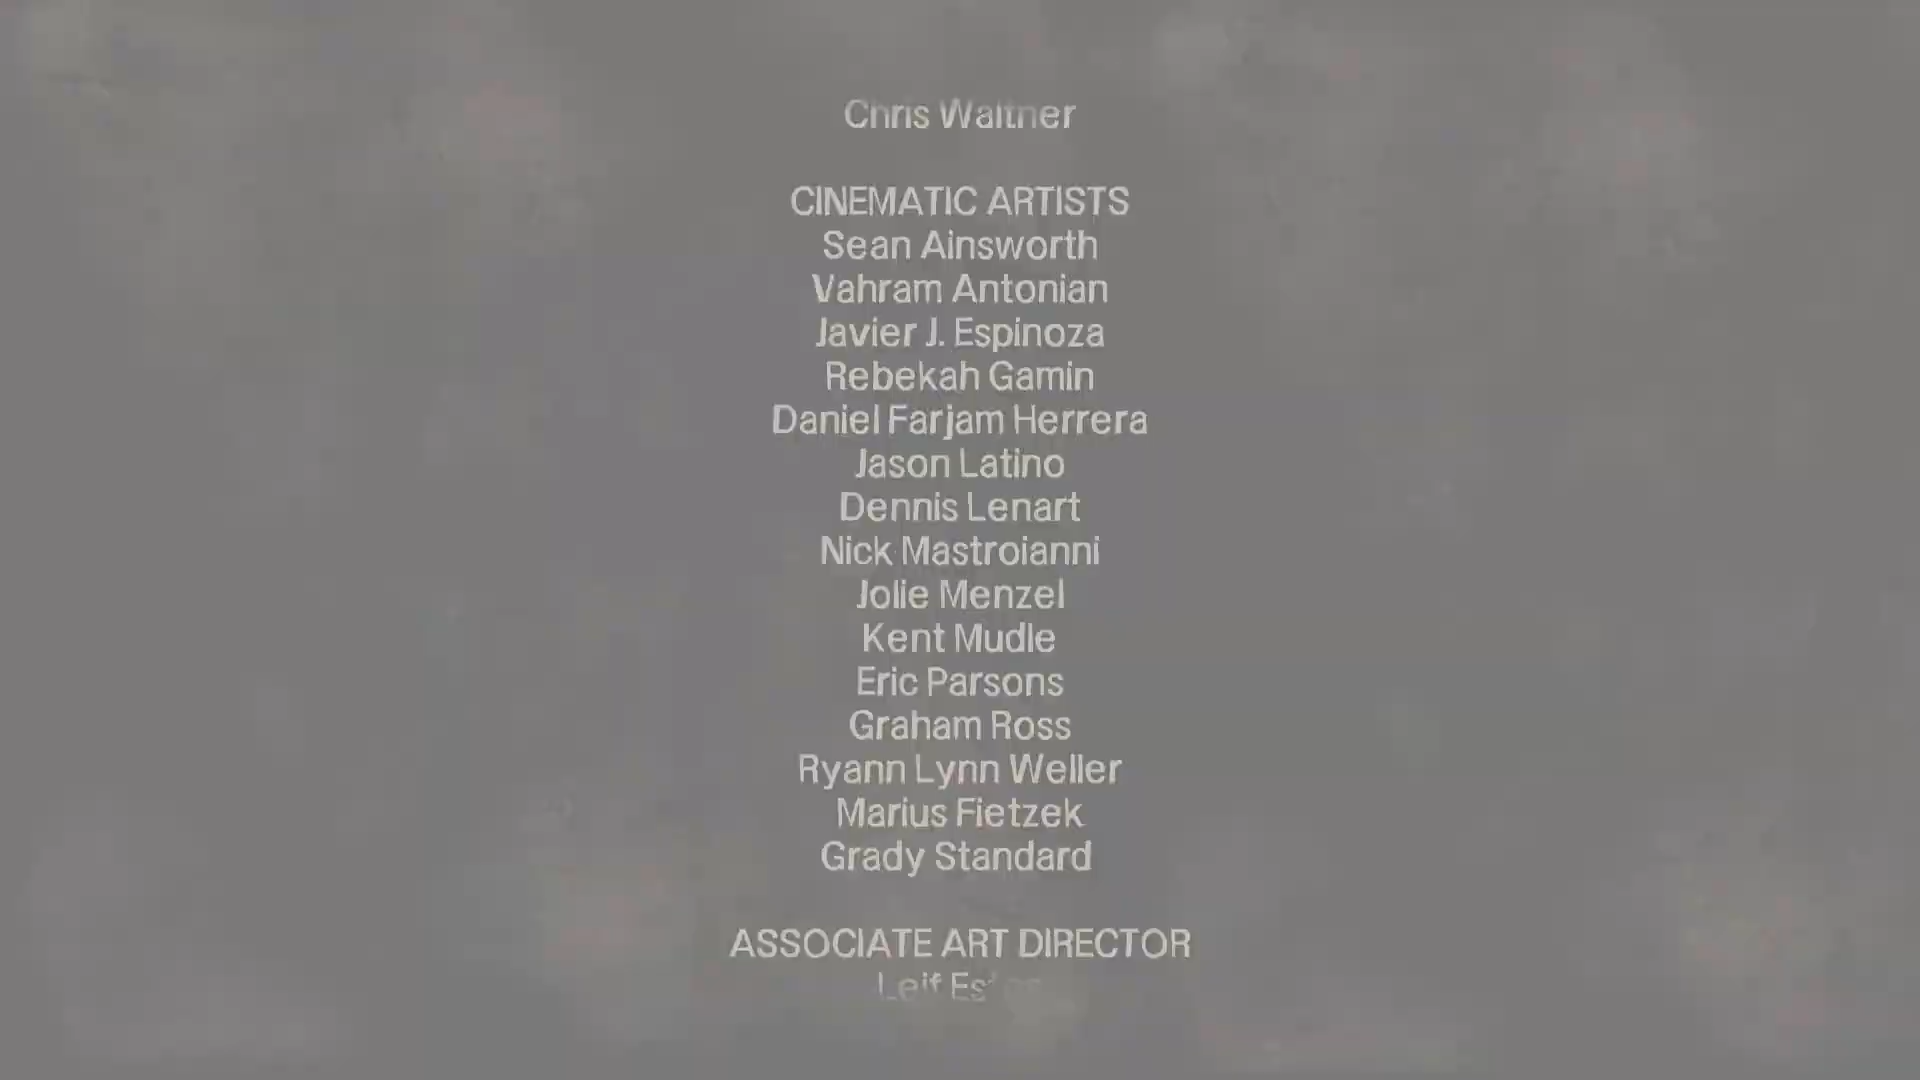 Chris Waltner
CINEMATIC ARTISTS
Sean Ainsworth
Vahram Antonian
Javier J. Espinoza
Rebekah Gamin
Daniel Farjam Herrera
Jason Latino
Dennis Lenart
Nick Mastroianni
Jolie Menzel
Kent Mudle
Eric Parsons
Graham Ross
Ryann Lynn Weller
Marius Fietzek
Grady Standard
ASSOCIATE ART DIRECTOR
Leif